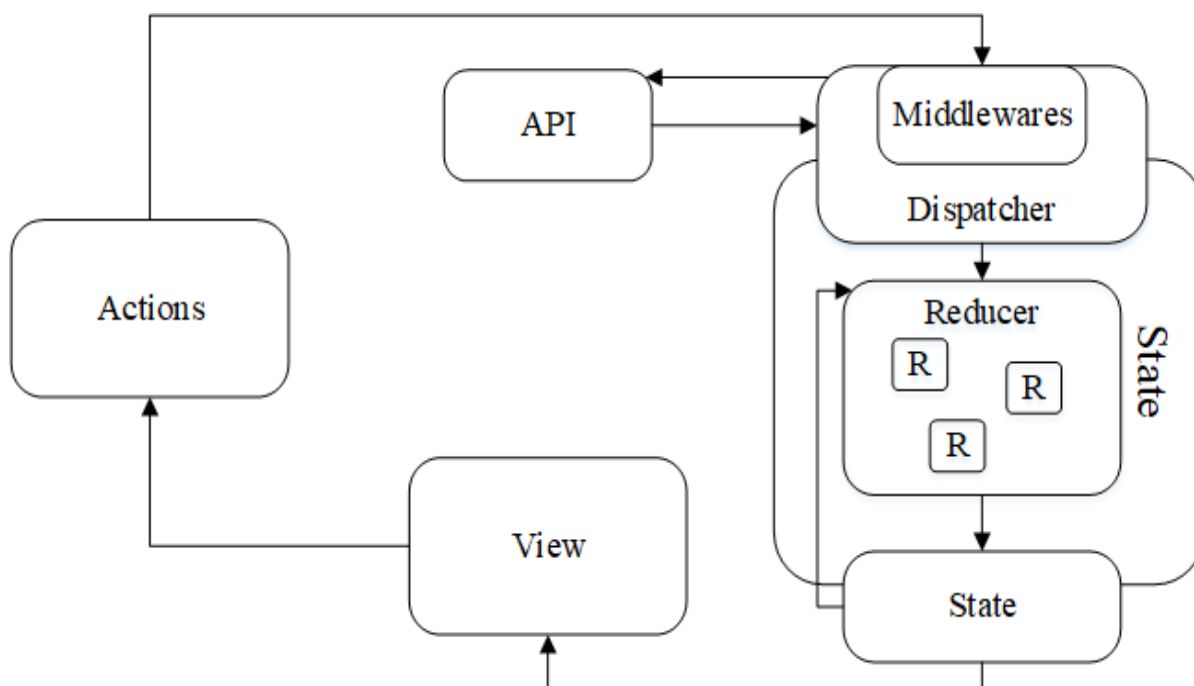 Middlewares
API
Dispatcher
Actions
Reducer
R
R
R
State
View
State